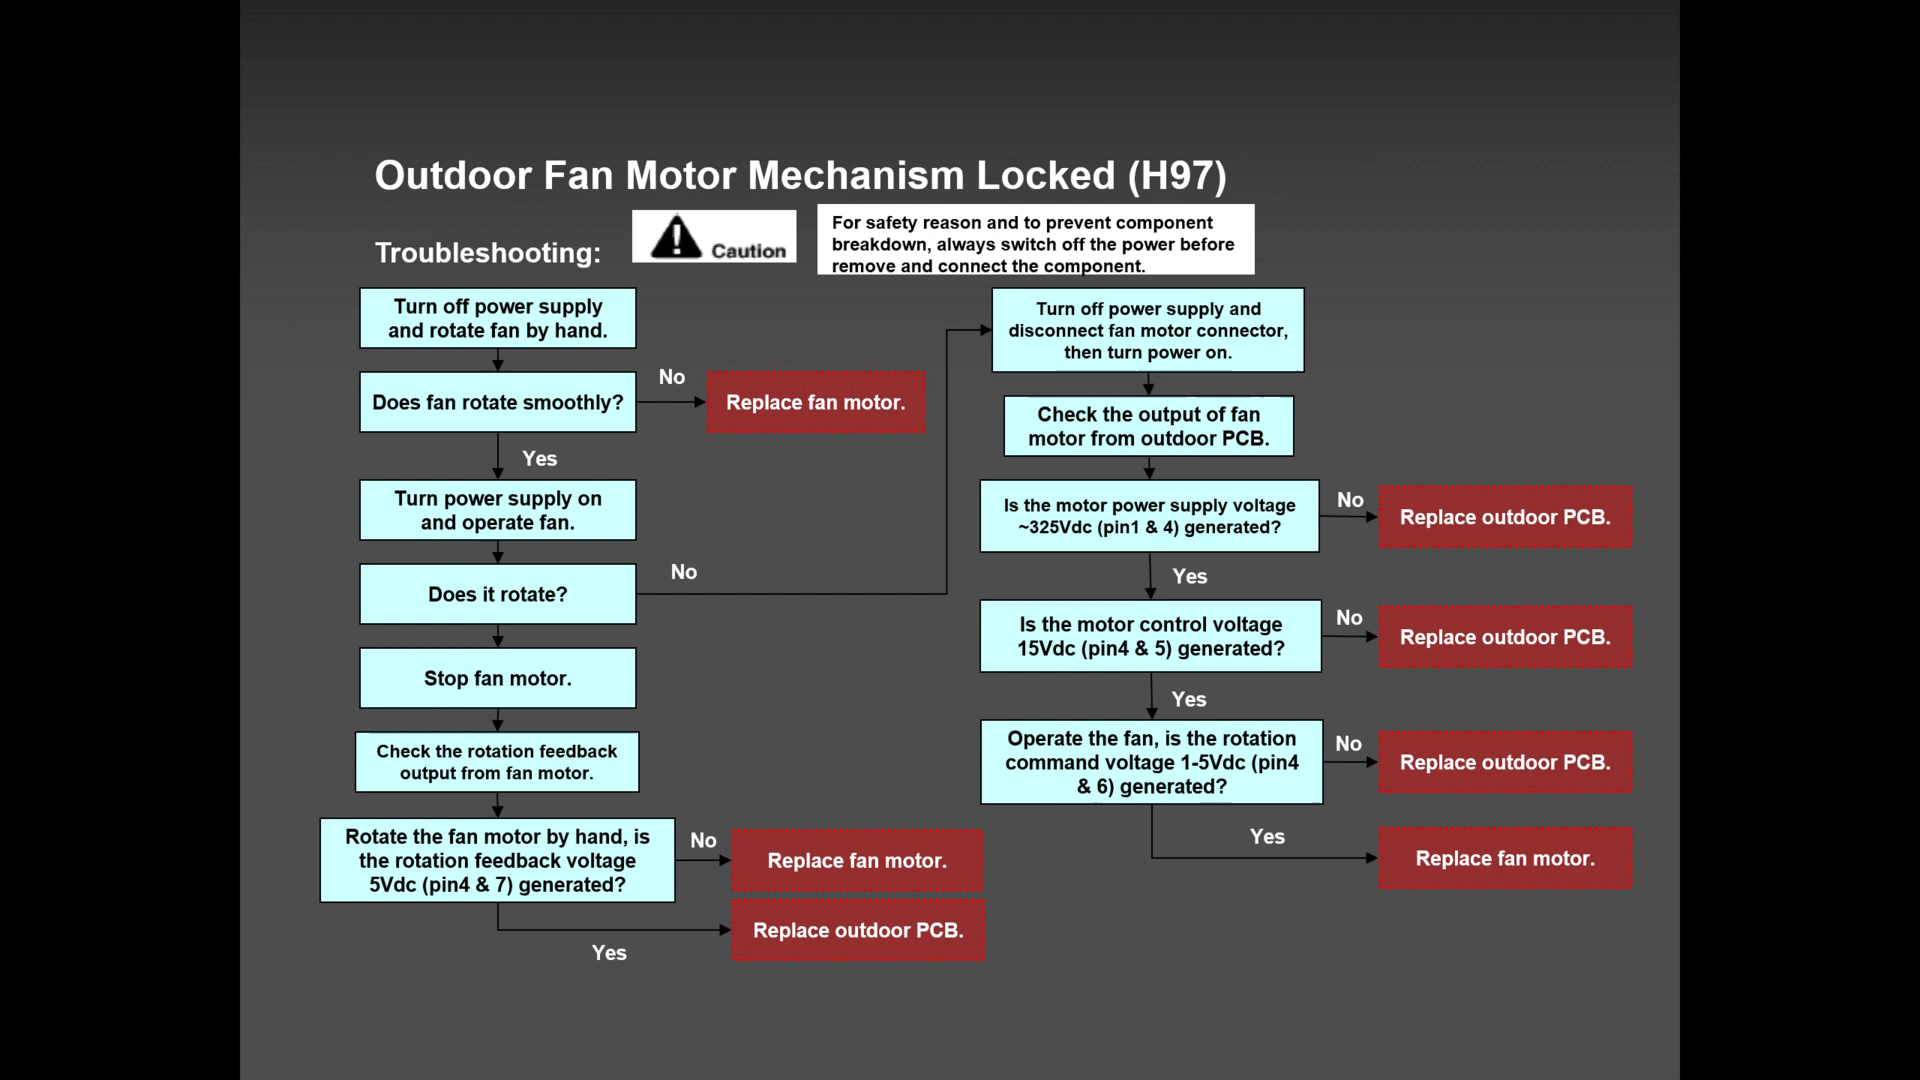 Outdoor Fan Motor Mechanism Locked (H97)
Troubleshooting:
Caution
For safety reason and to prevent component
breakdown, always switch off the power before
remove and connect the component.
Turn off power supply
and rotate fan by hand.
Does fan rotate smoothly?
No
Replace fan motor.
Yes
Turn power supply on
and operate fan.
Does it rotate?
No
Stop fan motor.
Check the rotation feedback
output from fan motor.
Rotate the fan motor by hand, is
the rotation feedback voltage
5Vdc (pin4 & 7) generated?
No
Replace fan motor.
Yes
Replace outdoor PCB.
Turn off power supply and
disconnect fan motor connector,
then turn power on.
Check the output of fan
motor from outdoor PCB.
Is the motor power supply voltage
~325Vdc (pin1 & 4) generated?
No
Replace outdoor PCB.
Yes
Is the motor control voltage
15Vdc (pin4 & 5) generated?
No
Replace outdoor PCB.
Yes
Operate the fan, is the rotation
command voltage 1-5Vdc (pin4
& 6) generated?
No
Replace outdoor PCB.
Yes
Replace fan motor.